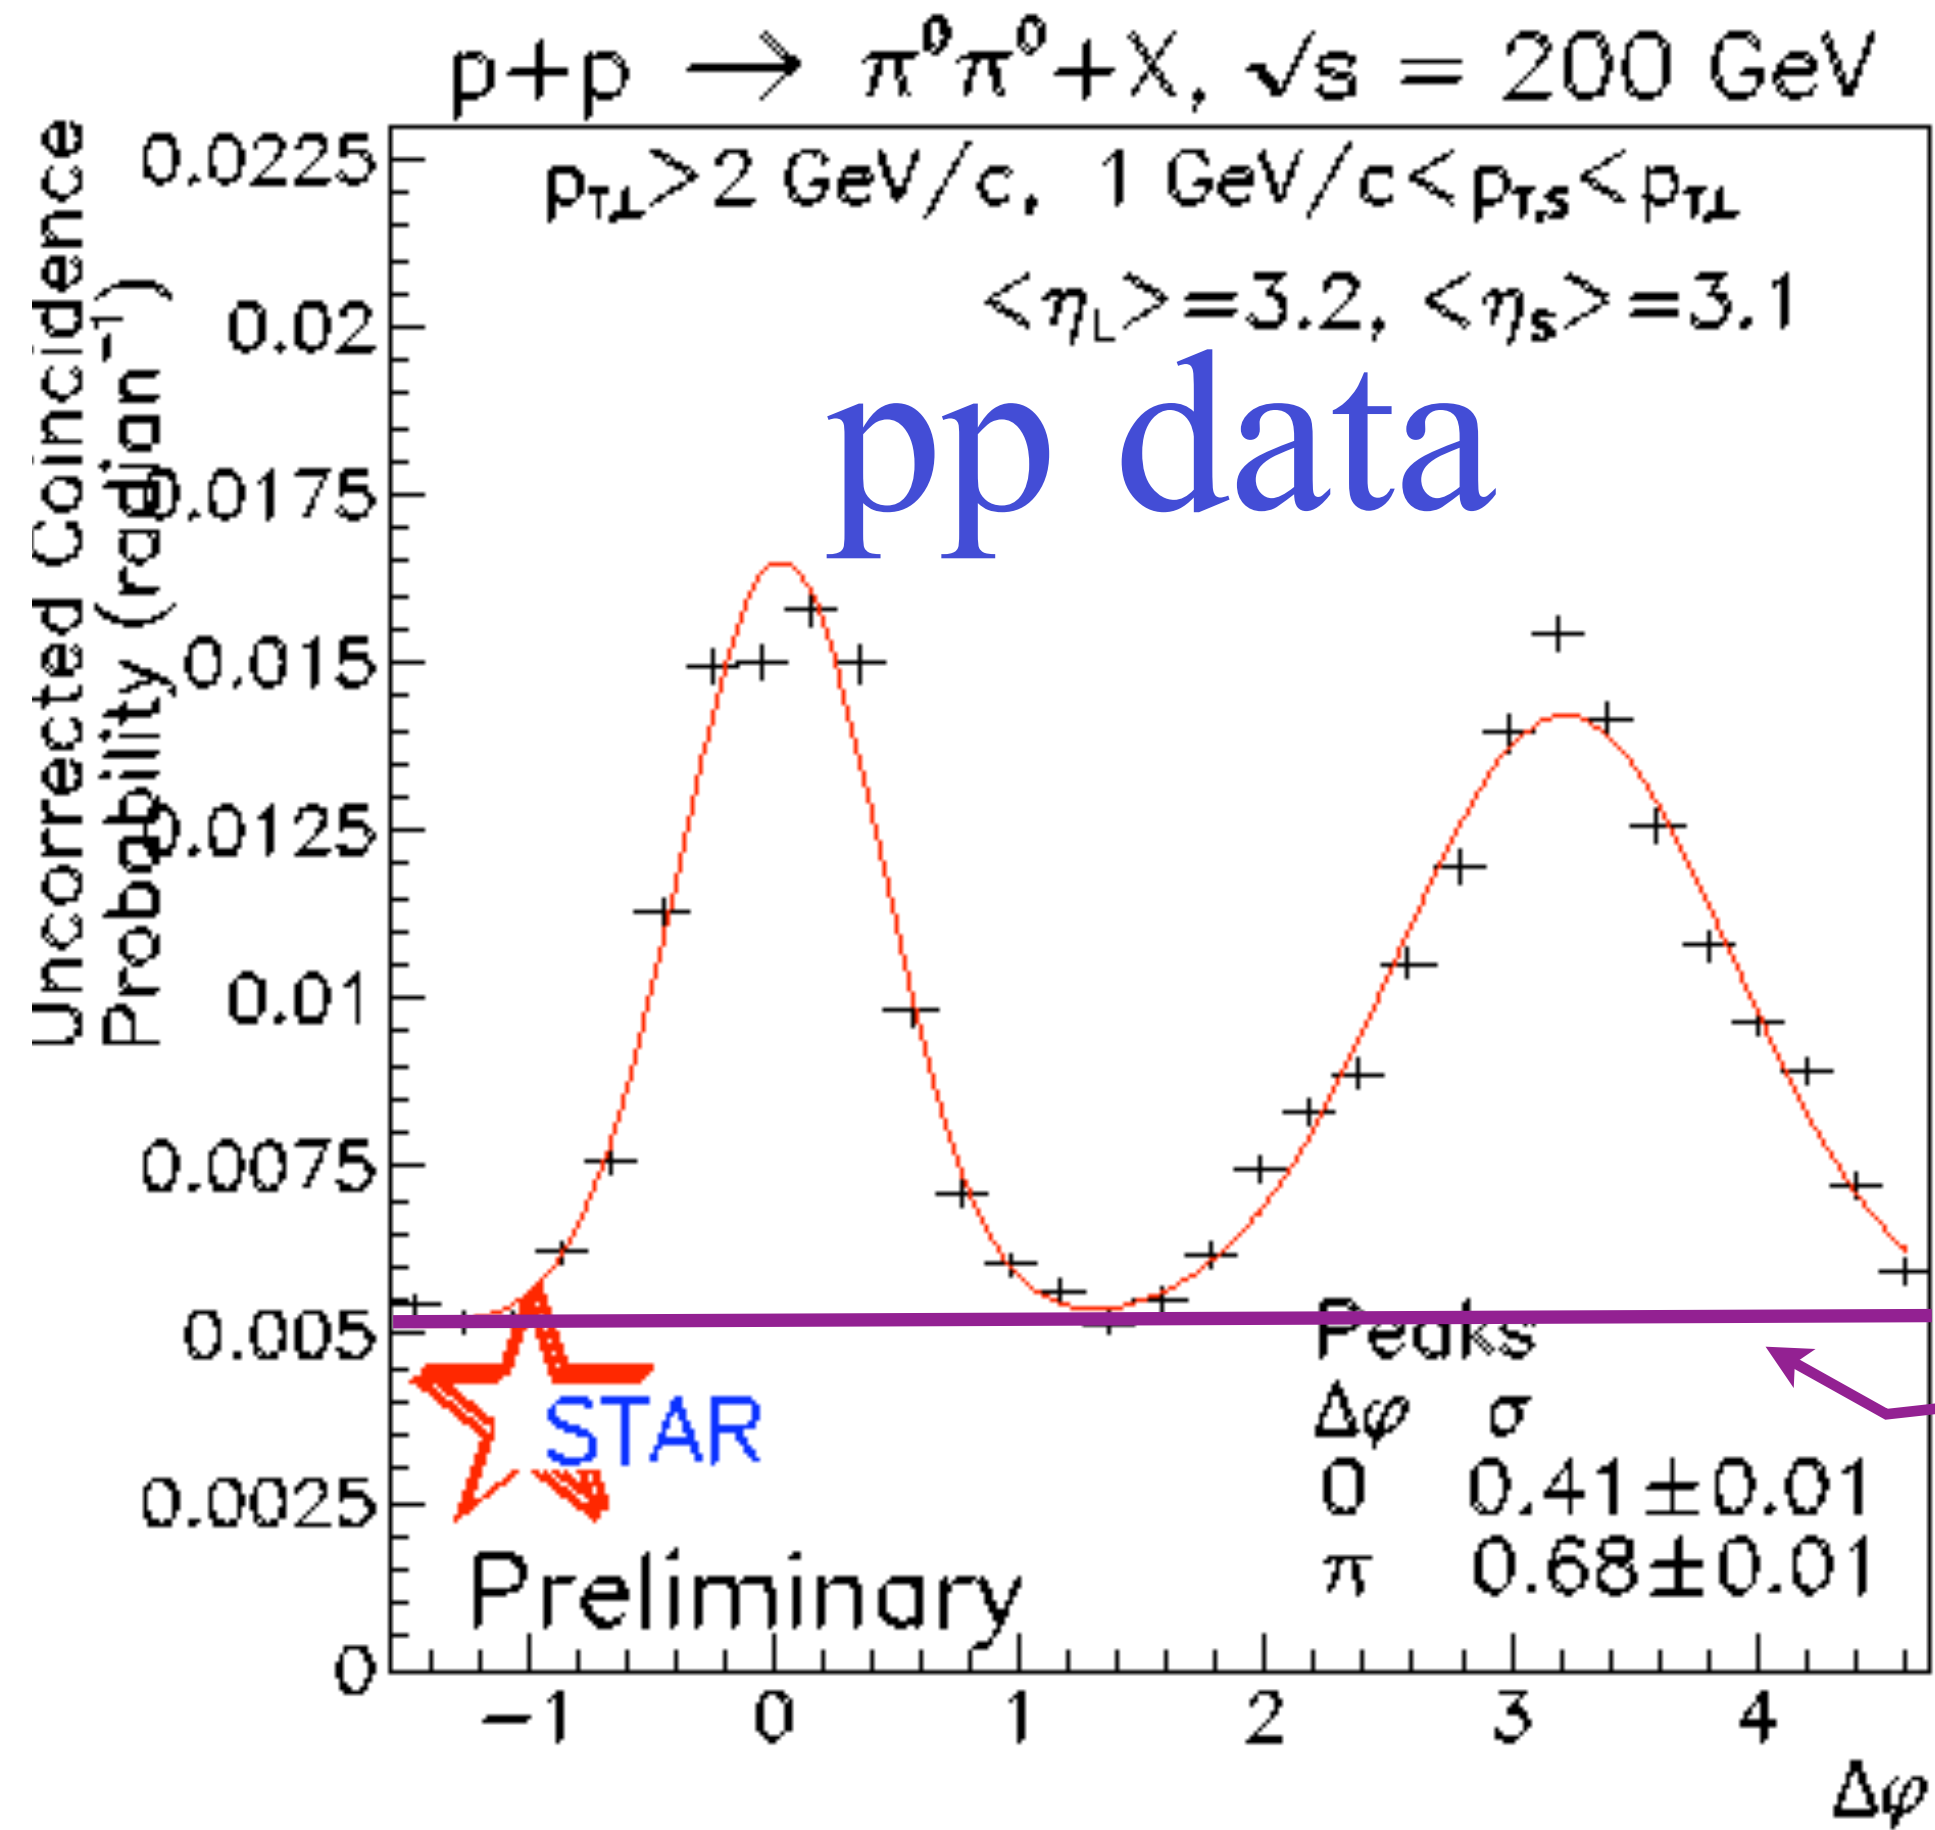 p+p → π⁰π⁰+X, √s = 200 GeV
Uncorrected Coincidence
Probability (radian⁻¹)
p_T,L>2 GeV/c, 1 GeV/c<p_T,S<p_T,L
<η_L>=3.2, <η_S>=3.1
pp data
0.0225
0.02
0.0175
0.015
0.0125
0.01
0.0075
0.005
0.0025
0
Peaks
Δφ σ
0 0.41±0.01
π 0.68±0.01
STAR
Preliminary
−1 0 1 2 3 4
Δφ